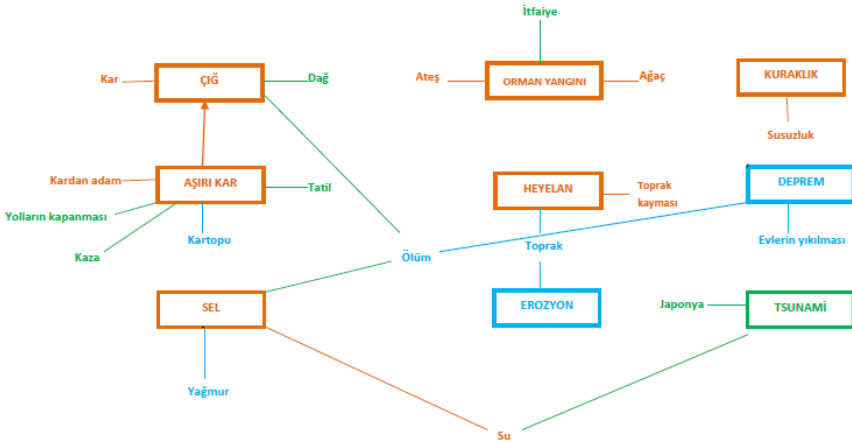 İtfaiye
Kar
ÇIĞ
Dağ
Ateş
ORMAN YANGINI
Ağaç
KURAKLIK
Susuzluk
Kardan adam
AŞIRI KAR
Tatil
HEYELAN
Toprak
kayması
DEPREM
Yolların kapanması
Kartopu
Kaza
Ölüm
Toprak
Evlerin yıkılması
SEL
EROZYON
Japonya
TSUNAMİ
Yağmur
Su